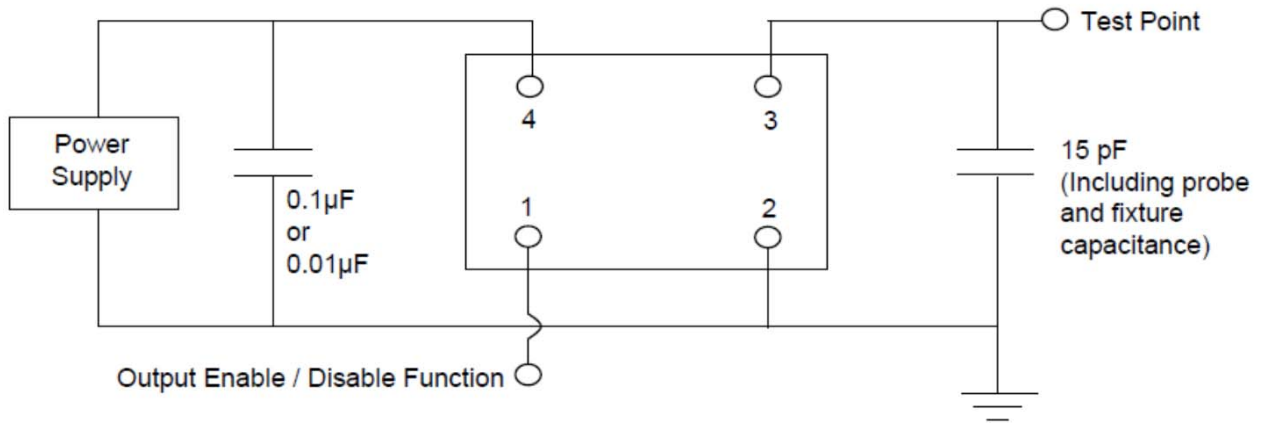 Test Point
Power
Supply
4
3
15 pF
(Including probe
and fixture
capacitance)
0.1µF
or
0.01µF
1
2
Output Enable / Disable Function